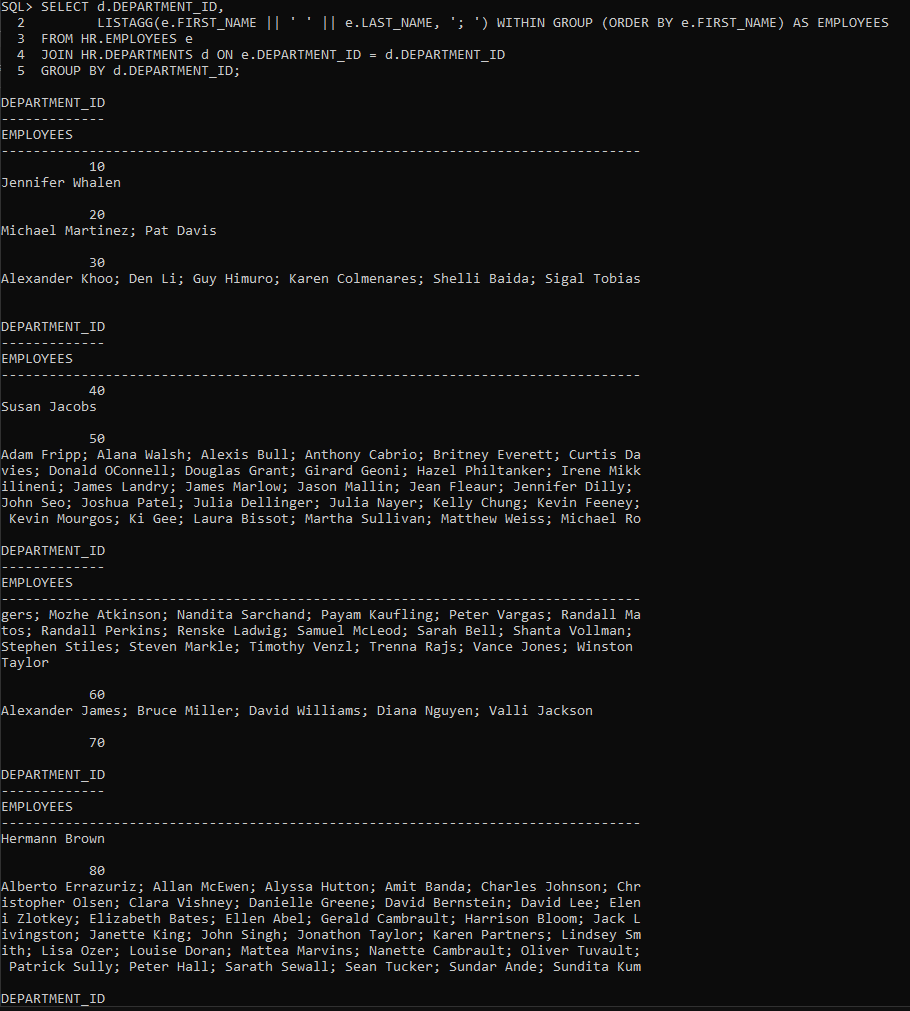 SQL> SELECT d.DEPARTMENT_ID,
  2         LISTAGG(e.FIRST_NAME || ' ' || e.LAST_NAME, '; ') WITHIN GROUP (ORDER BY e.FIRST_NAME) AS EMPLOYEES
  3  FROM HR.EMPLOYEES e
  4  JOIN HR.DEPARTMENTS d ON e.DEPARTMENT_ID = d.DEPARTMENT_ID
  5  GROUP BY d.DEPARTMENT_ID;

DEPARTMENT_ID
-------------
EMPLOYEES
--------------------------------------------------------------------------------
           10
Jennifer Whalen

           20
Michael Martinez; Pat Davis

           30
Alexander Khoo; Den Li; Guy Himuro; Karen Colmenares; Shelli Baida; Sigal Tobias


DEPARTMENT_ID
-------------
EMPLOYEES
--------------------------------------------------------------------------------
           40
Susan Jacobs

           50
Adam Fripp; Alana Walsh; Alexis Bull; Anthony Cabrio; Britney Everett; Curtis Da
vies; Donald OConnell; Douglas Grant; Girard Geoni; Hazel Philtanker; Irene Mikk
ilineni; James Landry; James Marlow; Jason Mallin; Jean Fleaur; Jennifer Dilly;
John Seo; Joshua Patel; Julia Dellinger; Julia Nayer; Kelly Chung; Kevin Feeney;
 Kevin Mourgos; Ki Gee; Laura Bissot; Martha Sullivan; Matthew Weiss; Michael Ro

DEPARTMENT_ID
-------------
EMPLOYEES
--------------------------------------------------------------------------------
gers; Mozhe Atkinson; Nandita Sarchand; Payam Kaufling; Peter Vargas; Randall Ma
tos; Randall Perkins; Renske Ladwig; Samuel McLeod; Sarah Bell; Shanta Vollman;
Stephen Stiles; Steven Markle; Timothy Venzl; Trenna Rajs; Vance Jones; Winston
Taylor

           60
Alexander James; Bruce Miller; David Williams; Diana Nguyen; Valli Jackson

           70

DEPARTMENT_ID
-------------
EMPLOYEES
--------------------------------------------------------------------------------
Hermann Brown

           80
Alberto Errazuriz; Allan McEwen; Alyssa Hutton; Amit Banda; Charles Johnson; Chr
istopher Olsen; Clara Vishney; Danielle Greene; David Bernstein; David Lee; Elen
i Zlotkey; Elizabeth Bates; Ellen Abel; Gerald Cambrault; Harrison Bloom; Jack L
ivingston; Janette King; John Singh; Jonathon Taylor; Karen Partners; Lindsey Sm
ith; Lisa Ozer; Louise Doran; Mattea Marvins; Nanette Cambrault; Oliver Tuvault;
 Patrick Sully; Peter Hall; Sarath Sewall; Sean Tucker; Sundar Ande; Sundita Kum

DEPARTMENT_ID